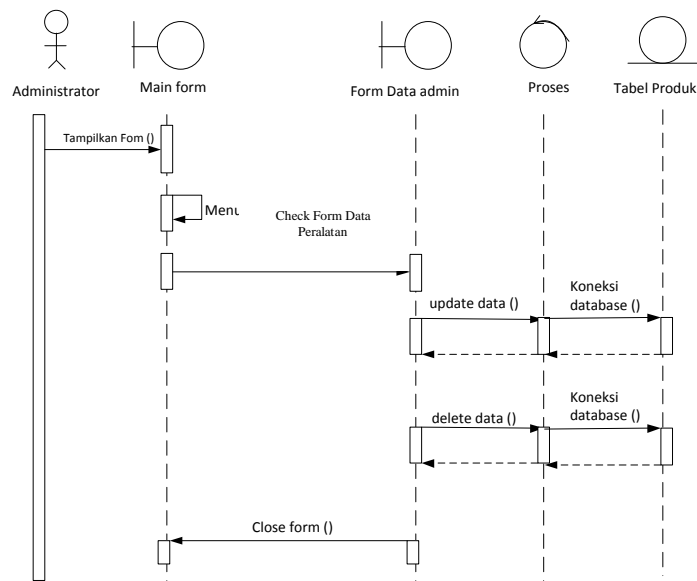 Administrator
Main form
Form Data admin
Proses
Tabel Produk
Tampilkan Fom ()
Menu
Check Form Data
Peralatan
update data ()
Koneksi
database ()
delete data ()
Koneksi
database ()
Close form ()